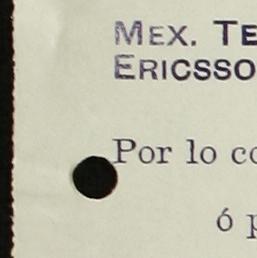 MEX. TE
ERICSSO
Por lo co
ó p